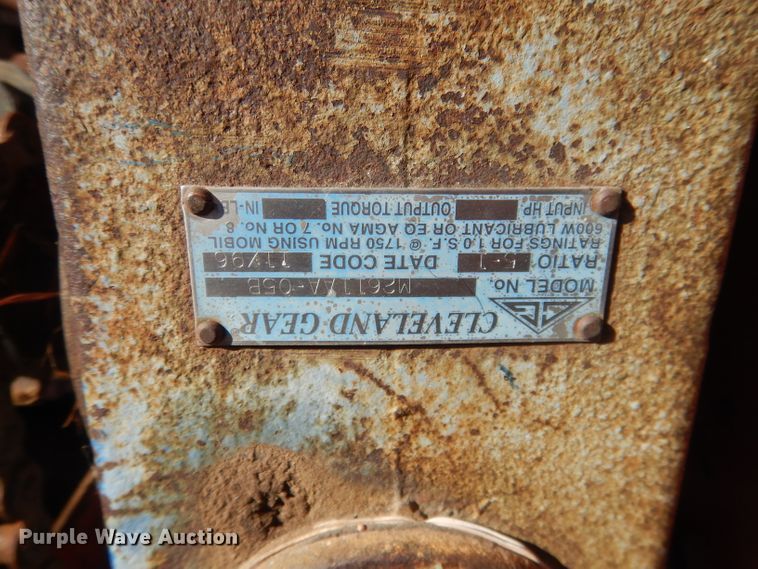 CLEVELAND GEAR
MODEL No. M2611AA-05B
RATIO 5-1 DATE CODE 11/96
RATINGS FOR 1.0 S.F. @ 1750 RPM USING MOBIL
600W LUBRICANT OR EQ AGMA No. 7 OR No. 8
INPUT HP OUTPUT TORQUE IN-LB
Purple Wave Auction